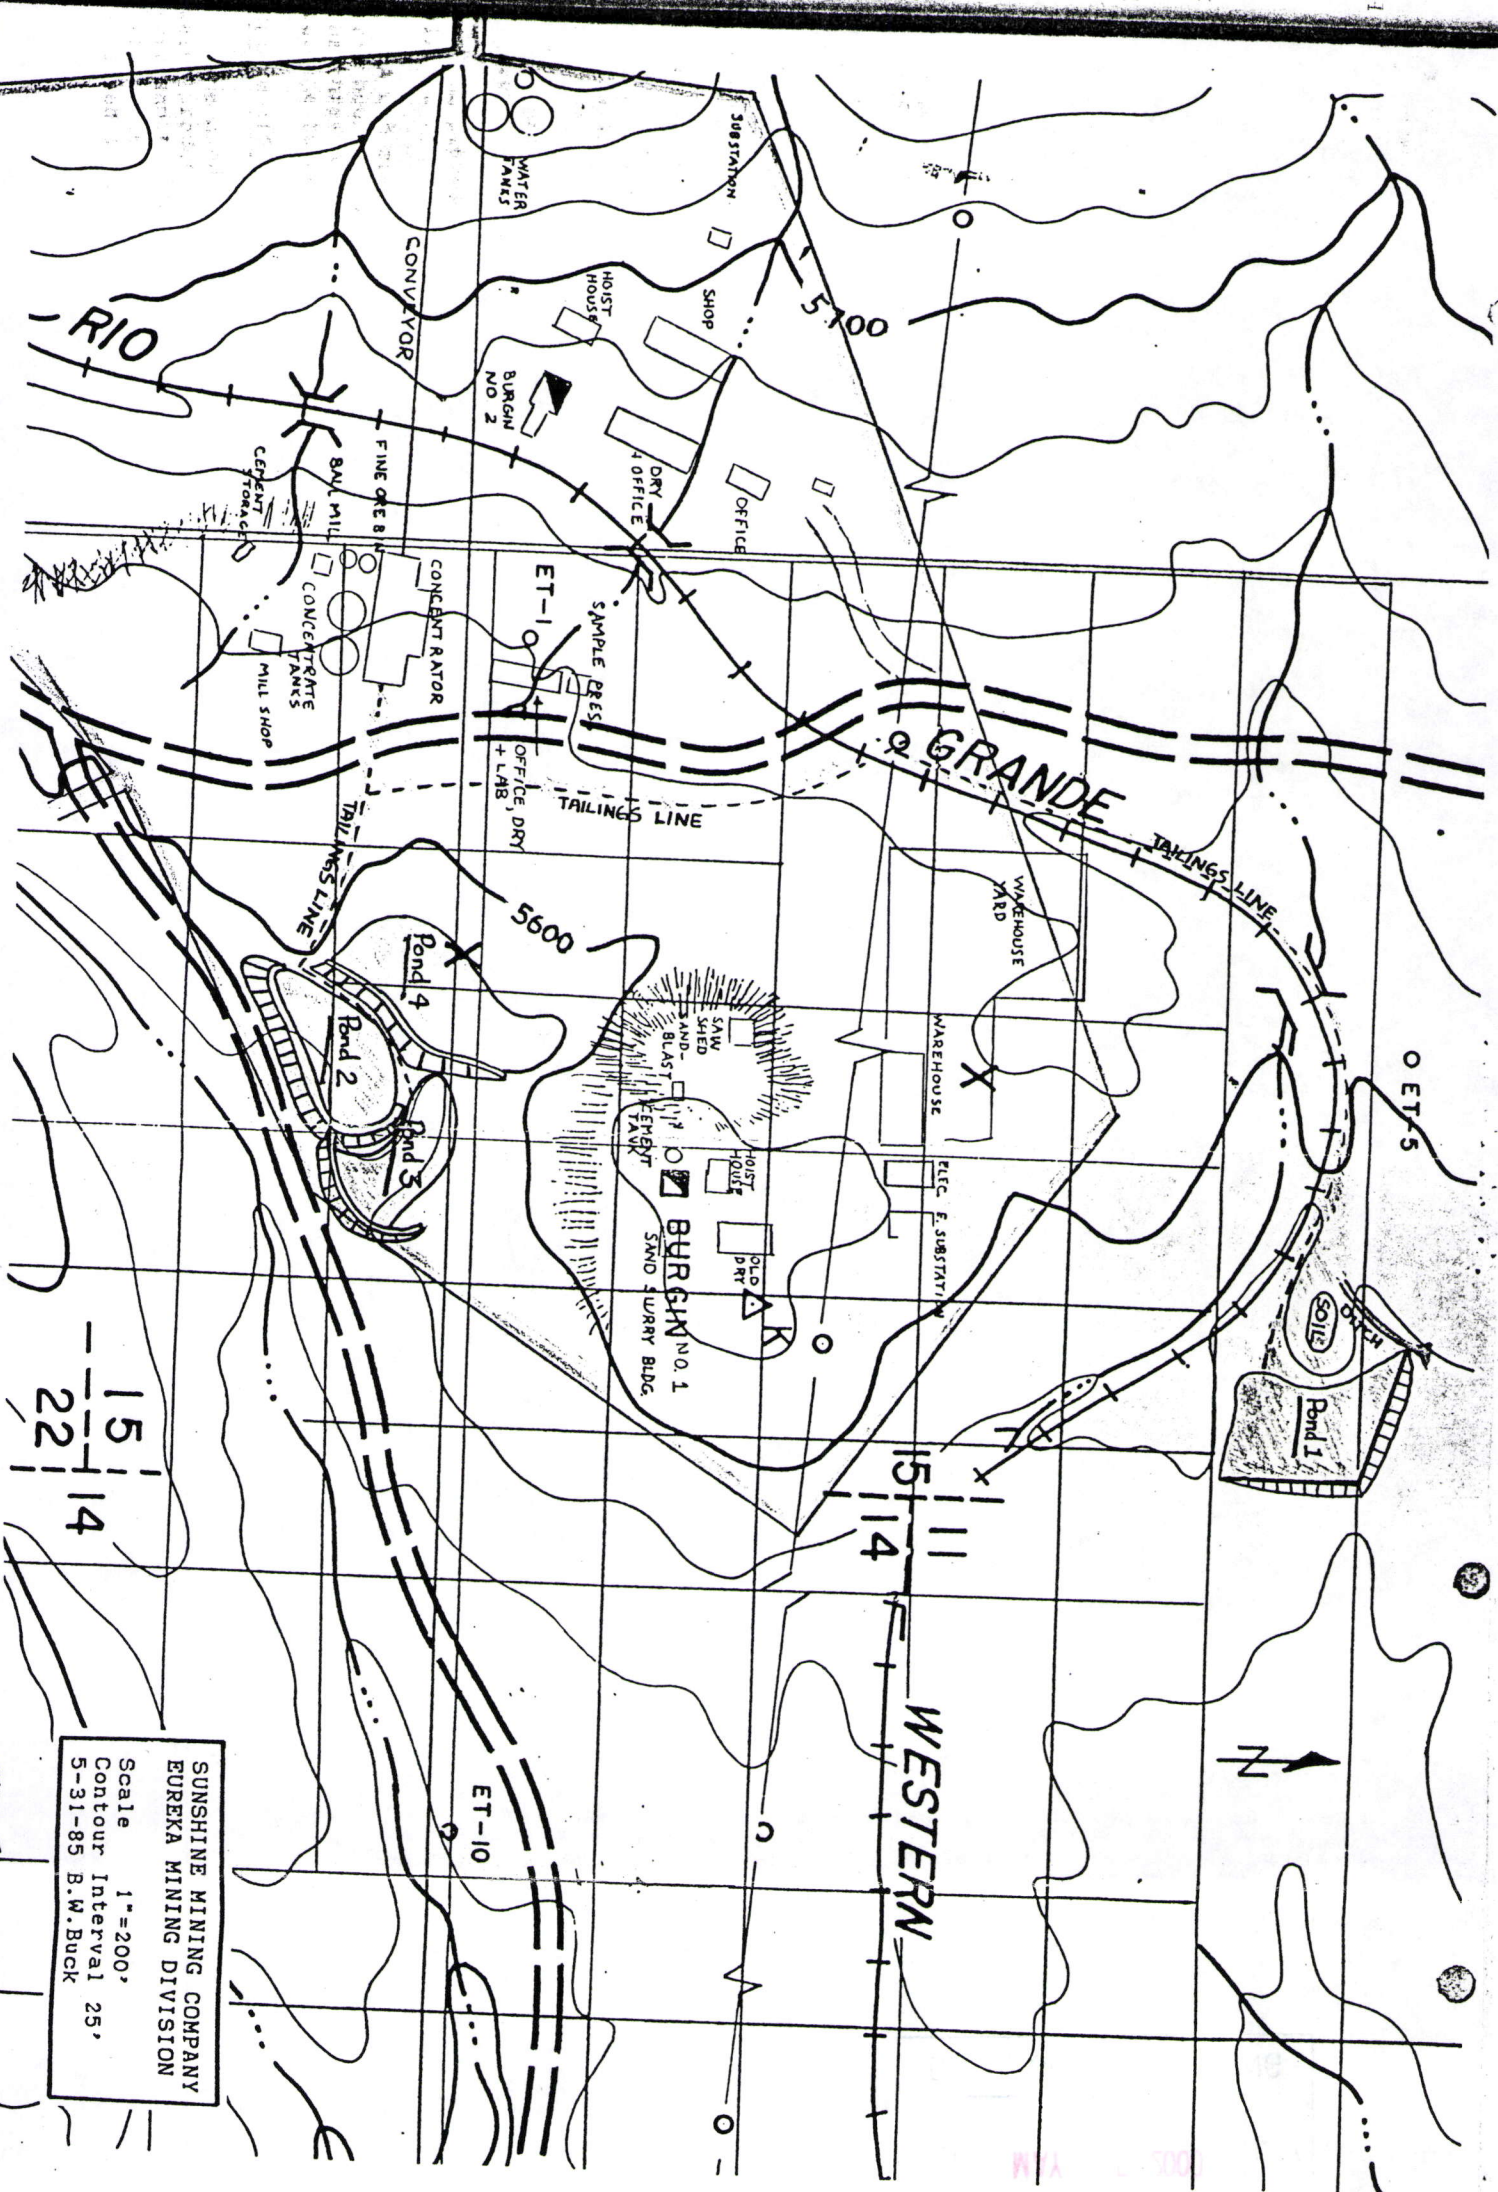 SUBSTATION
WATER
TANKS
CONVEYOR
HOIST
HOUSE
SHOP
5700
BURGIN
NO 2
RIO
DRY
+ OFFICE
OFFICE
FINE ORE BIN
BALL MILL
CEMENT
STORAGE
CONCENTRATOR
CONCENTRATE
TANKS
MILL SHOP
ET-1
SAMPLE PRES.
OFFICE, DRY
+ LAB
GRANDE
TAILINGS LINE
TAILINGS LINE
TAILINGS LINE
WAREHOUSE
YARD
5600
Pond 4
Pond 2
Pond 3
SAW
SHED
SAND-
BLAST
CEMENT
TANK
HOIST
HOUSE
WAREHOUSE
ELEC. E. SUBSTATION
OLD
DRY
K
BURGIN NO. 1
SAND SLURRY BLDG.
ET-5
SOIL
DITCH
Pond 1
15
11
14
15
14
22
WESTERN
N
ET-10
SUNSHINE MINING COMPANY
EUREKA MINING DIVISION
Scale 1"=200'
Contour Interval 25'
5-31-85 B.W.Buck